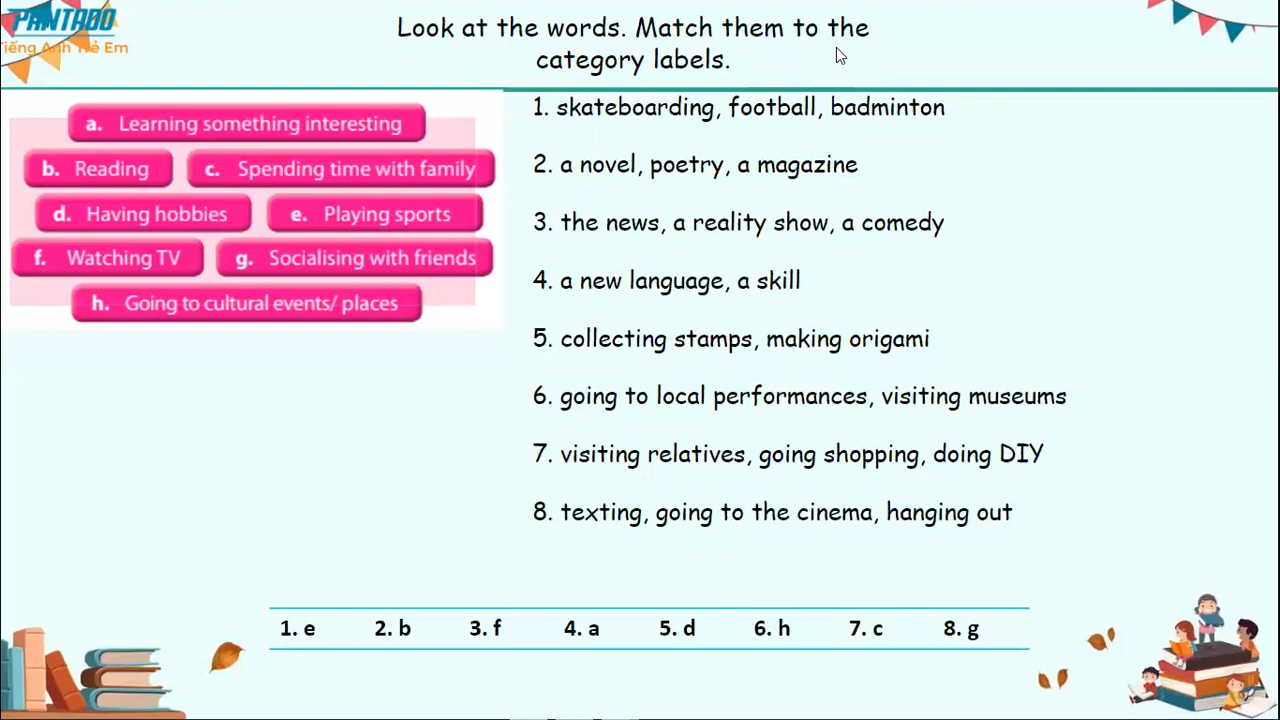 PANTADO
Tiếng Anh Trẻ Em
Look at the words. Match them to the
category labels.
a. Learning something interesting
b. Reading
c. Spending time with family
d. Having hobbies
e. Playing sports
f. Watching TV
g. Socialising with friends
h. Going to cultural events/ places
1. skateboarding, football, badminton
2. a novel, poetry, a magazine
3. the news, a reality show, a comedy
4. a new language, a skill
5. collecting stamps, making origami
6. going to local performances, visiting museums
7. visiting relatives, going shopping, doing DIY
8. texting, going to the cinema, hanging out
1. e 2. b 3. f 4. a 5. d 6. h 7. c 8. g